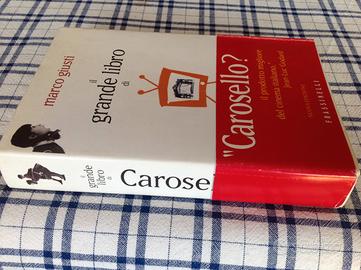 marco giusti
il
grande libro
di
"Carosello?
il prodotto migliore
del cinema italiano."
Jean-Luc Godard
FRASSINELLI
il
grande
libro
di
Carose